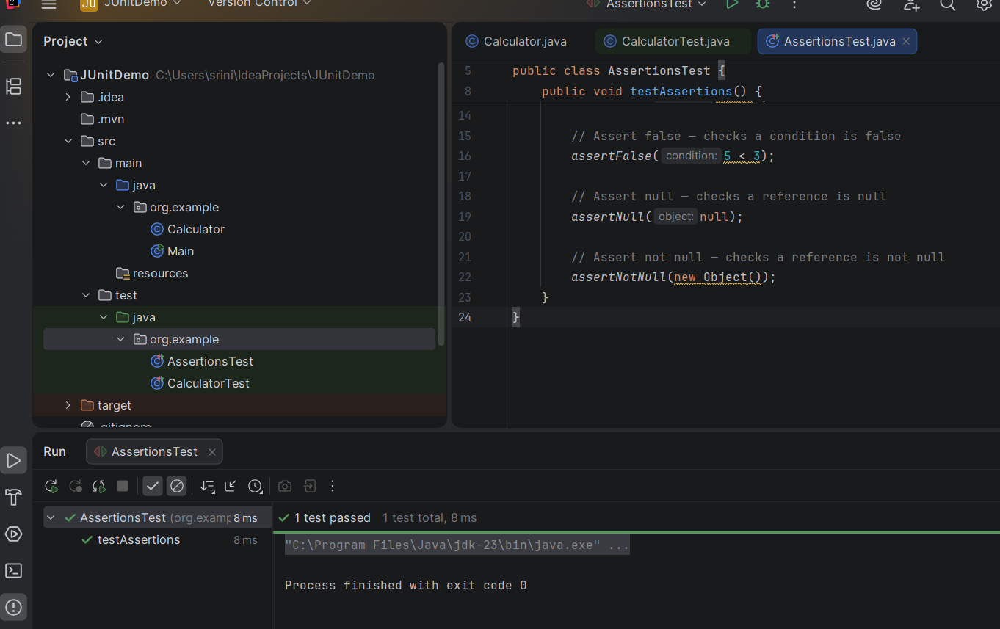 JU JUnitDemo Version Control AssertionsTest
Project
JUnitDemo C:\Users\srini\IdeaProjects\JUnitDemo
.idea
.mvn
src
main
java
org.example
Calculator
Main
resources
test
java
org.example
AssertionsTest
CalculatorTest
target
.gitignore
Calculator.java CalculatorTest.java AssertionsTest.java
5 public class AssertionsTest {
8 public void testAssertions() {
14
15 // Assert false — checks a condition is false
16 assertFalse( condition: 5 < 3);
17
18 // Assert null — checks a reference is null
19 assertNull( object: null);
20
21 // Assert not null — checks a reference is not null
22 assertNotNull(new Object());
23 }
24 }
Run AssertionsTest
AssertionsTest (org.examp 8 ms
testAssertions 8 ms
1 test passed 1 test total, 8 ms
"C:\Program Files\Java\jdk-23\bin\java.exe" ...
Process finished with exit code 0